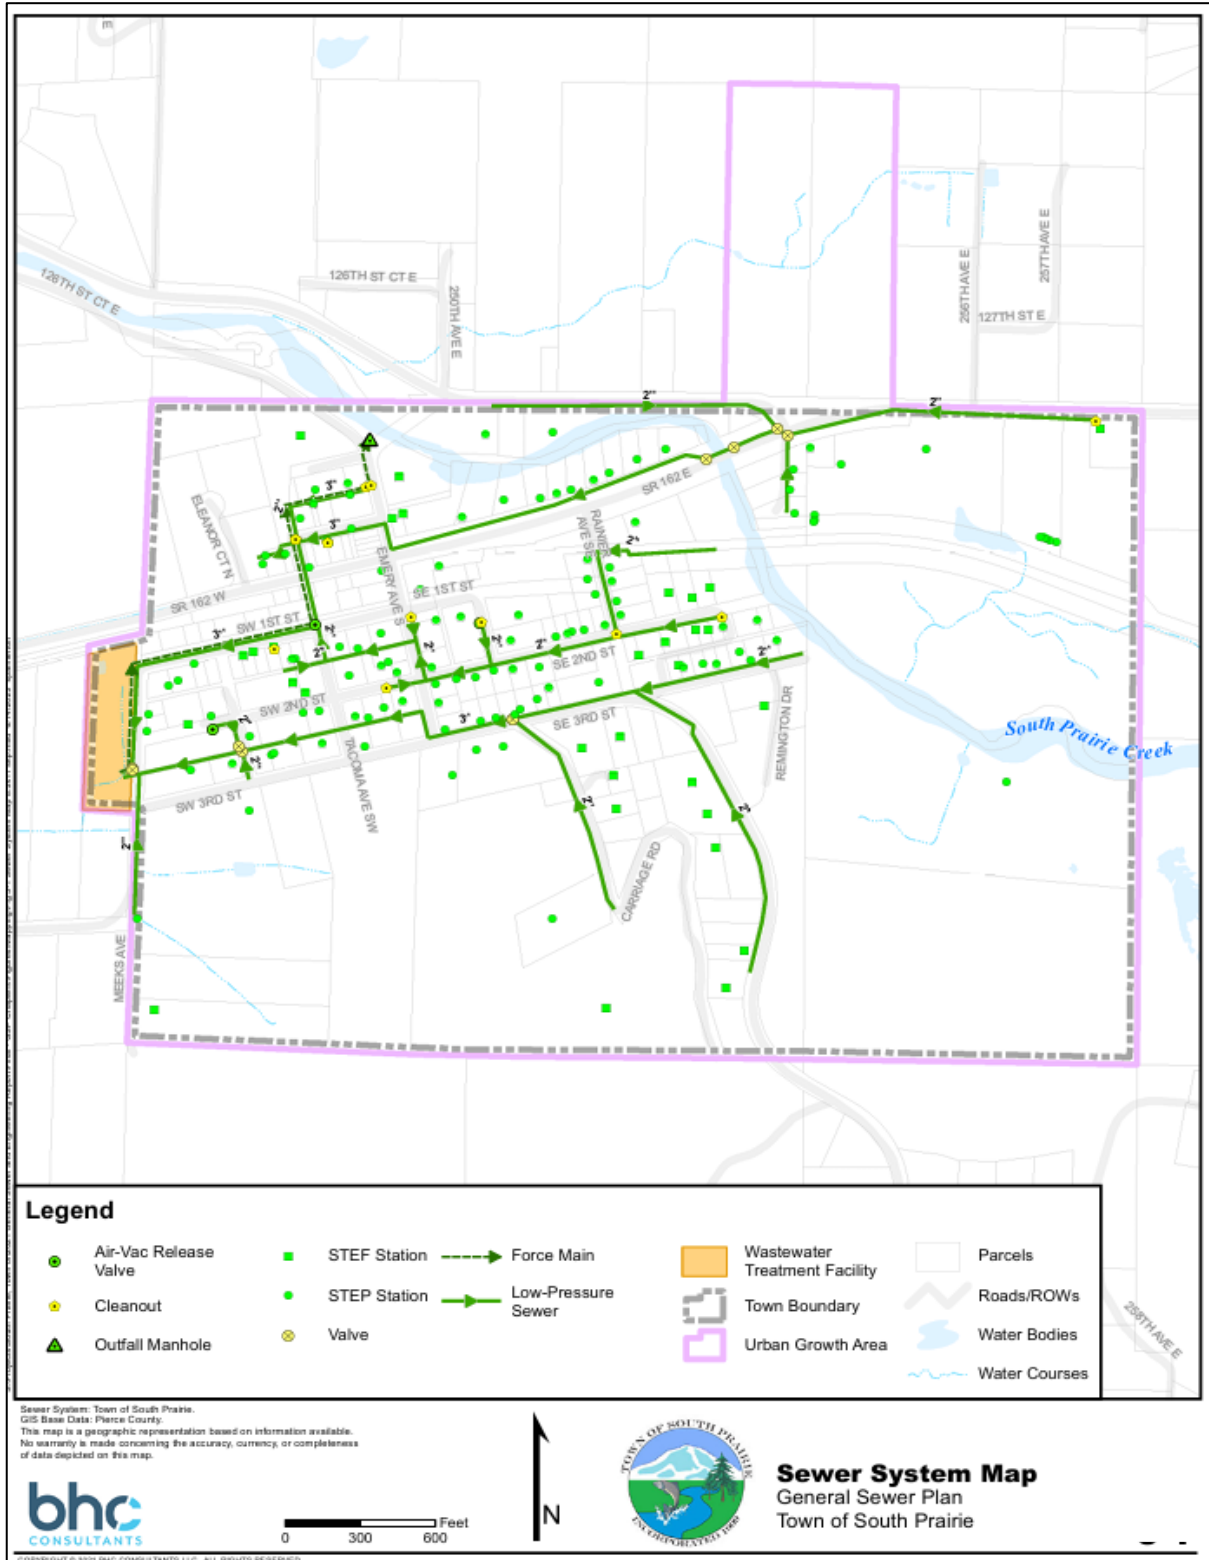 E
126TH ST CT E
126TH ST CT E
250TH AVE E
256TH AVE E
257TH AVE E
127TH ST E
2"
2"
ELEANOR CT N
3"
2"
3"
SR 162 E
RAINIER AVE SE
2"
EMERY AVE S
SE 1ST ST
SR 162 W
SW 1ST ST
3"
2"
2"
2"
2"
2"
SE 2ND ST
2"
SW 2ND ST
2"
3"
SE 3RD ST
REMINGTON DR
South Prairie Creek
2"
TACOMA AVE SW
SW 3RD ST
2"
2"
2"
CARRIAGE RD
MEEKS AVE
258TH AVE E
Legend
Air-Vac Release
Valve
Cleanout
Outfall Manhole
STEF Station
STEP Station
Valve
Force Main
Low-Pressure
Sewer
Wastewater
Treatment Facility
Town Boundary
Urban Growth Area
Parcels
Roads/ROWs
Water Bodies
Water Courses
Sewer System: Town of South Prairie.
GIS Base Data: Pierce County.
This map is a geographic representation based on information available.
No warranty is made concerning the accuracy, currency, or completeness
of data depicted on this map.
bhc
CONSULTANTS
0 300 600
Feet
N
TOWN OF SOUTH PRAIRIE
INCORPORATED 1909
Sewer System Map
General Sewer Plan
Town of South Prairie